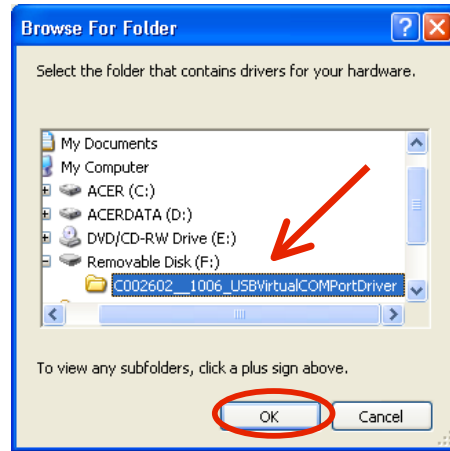 Browse For Folder
Select the folder that contains drivers for your hardware.
My Documents
My Computer
ACER (C:)
ACERDATA (D:)
DVD/CD-RW Drive (E:)
Removable Disk (F:)
C002602__1006_USBVirtualCOMPortDriver
To view any subfolders, click a plus sign above.
OK Cancel